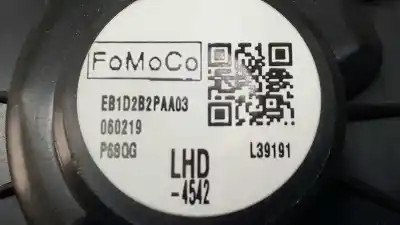 FoMoCo
EB1D2B2PAA03
060219
P68QG
LHD
L39191
-4542